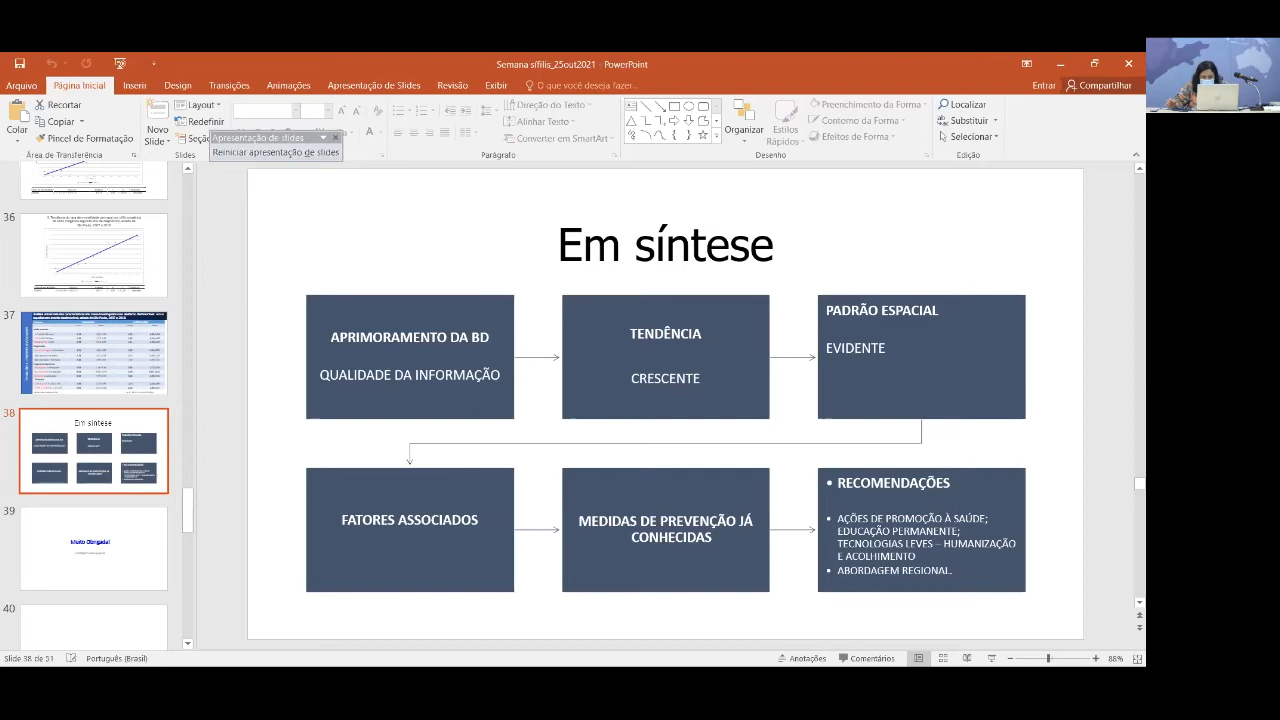 Semana sífilis_25out2021 - PowerPoint
Arquivo Página Inicial Inserir Design Transições Animações Apresentação de Slides Revisão Exibir O que você deseja fazer... Entrar Compartilhar
Colar
Recortar
Copiar
Pincel de Formatação
Área de Transferência
Novo
Slide
Layout
Redefinir
Seção
Slides
Apresentação de slides
Reiniciar apresentação de slides
Direção do Texto
Alinhar Texto
Converter em SmartArt
Parágrafo
Organizar
Estilos
Rápidos
Preenchimento da Forma
Contorno da Forma
Efeitos de Forma
Desenho
Localizar
Substituir
Selecionar
Edição
36
37
38
Em síntese
39
Muito Obrigada!
40
Em síntese
APRIMORAMENTO DA BD
QUALIDADE DA INFORMAÇÃO
TENDÊNCIA
CRESCENTE
PADRÃO ESPACIAL
EVIDENTE
FATORES ASSOCIADOS
MEDIDAS DE PREVENÇÃO JÁ
CONHECIDAS
• RECOMENDAÇÕES
▪ AÇÕES DE PROMOÇÃO À SAÚDE;
EDUCAÇÃO PERMANENTE;
TECNOLOGIAS LEVES – HUMANIZAÇÃO
E ACOLHIMENTO
▪ ABORDAGEM REGIONAL.
Slide 38 de 51 Português (Brasil) Anotações Comentários 88%